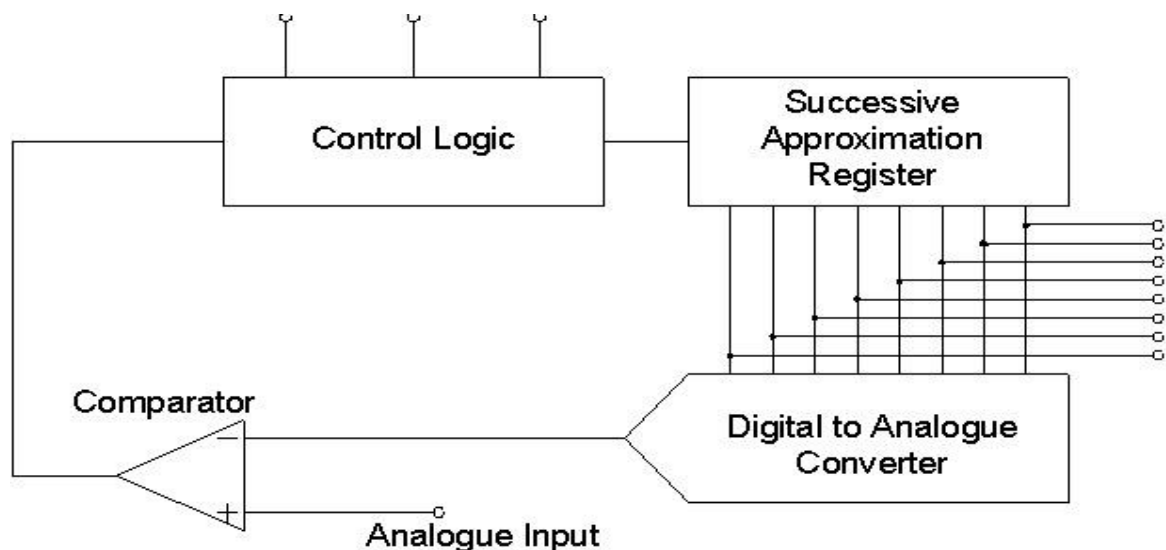 Control Logic
Successive
Approximation
Register
Comparator
−
+
Analogue Input
Digital to Analogue
Converter